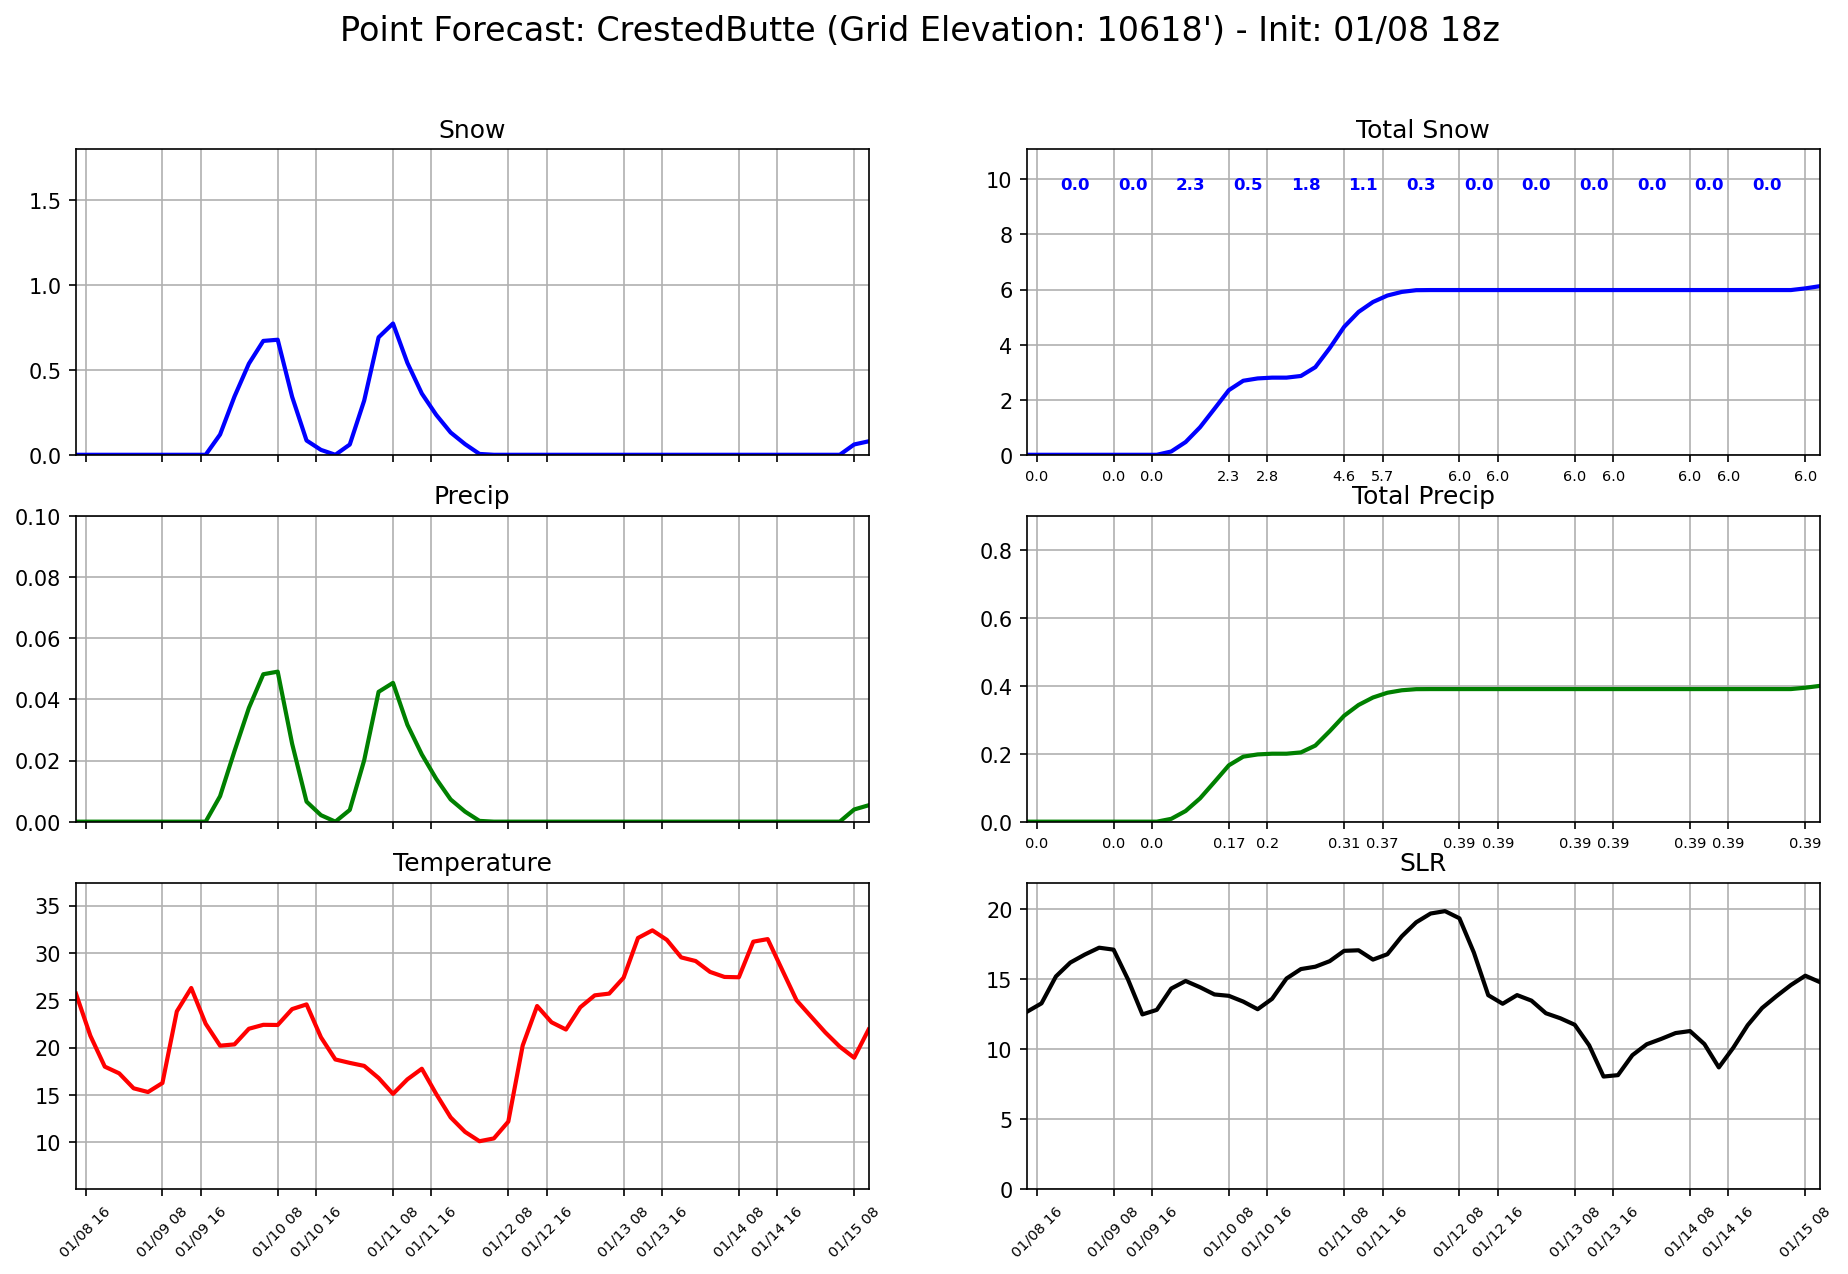 Point Forecast: CrestedButte (Grid Elevation: 10618') - Init: 01/08 18z
Snow
1.5
1.0
0.5
0.0
Total Snow
10
8
6
4
2
0
0.0 0.0 2.3 0.5 1.8 1.1 0.3 0.0 0.0 0.0 0.0 0.0 0.0
0.0 0.0 0.0 2.3 2.8 4.6 5.7 6.0 6.0 6.0 6.0 6.0 6.0 6.0
Precip
0.10
0.08
0.06
0.04
0.02
0.00
Total Precip
0.8
0.6
0.4
0.2
0.0
0.0 0.0 0.0 0.17 0.2 0.31 0.37 0.39 0.39 0.39 0.39 0.39 0.39 0.39
Temperature
35
30
25
20
15
10
01/08 16 01/09 08 01/09 16 01/10 08 01/10 16 01/11 08 01/11 16 01/12 08 01/12 16 01/13 08 01/13 16 01/14 08 01/14 16 01/15 08
SLR
20
15
10
5
0
01/08 16 01/09 08 01/09 16 01/10 08 01/10 16 01/11 08 01/11 16 01/12 08 01/12 16 01/13 08 01/13 16 01/14 08 01/14 16 01/15 08